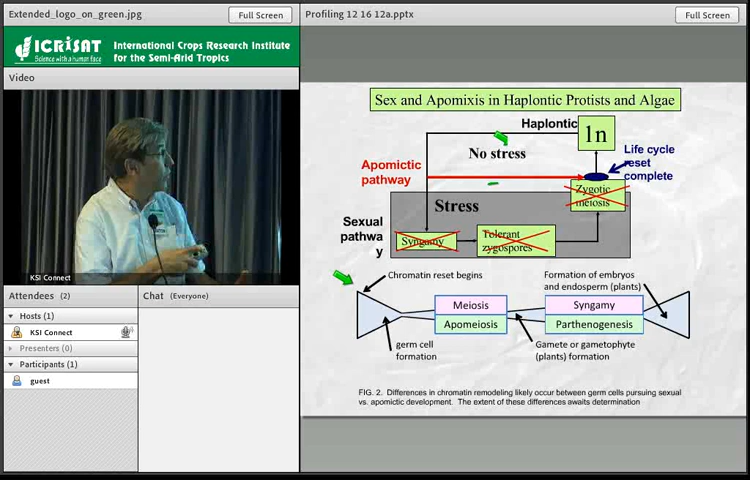 Extended_logo_on_green.jpg
Full Screen
Profiling 12 16 12a.pptx
Full Screen
ICRISAT
Science with a human face
International Crops Research Institute
for the Semi-Arid Tropics
Video
KSI Connect
Attendees (2)
Hosts (1)
KSI Connect
Presenters (0)
Participants (1)
guest
Chat (Everyone)
Sex and Apomixis in Haplontic Protists and Algae
Haplontic
1n
No stress
Life cycle
reset
complete
Apomictic
pathway
Zygotic
meiosis
Stress
Sexual
pathwa
y
Syngamy
Tolerant
zygospores
Chromatin reset begins
Formation of embryos
and endosperm (plants)
Meiosis
Apomeiosis
Syngamy
Parthenogenesis
germ cell
formation
Gamete or gametophyte
(plants) formation
FIG. 2. Differences in chromatin remodeling likely occur between germ cells pursuing sexual
vs. apomictic development. The extent of these differences awaits determination